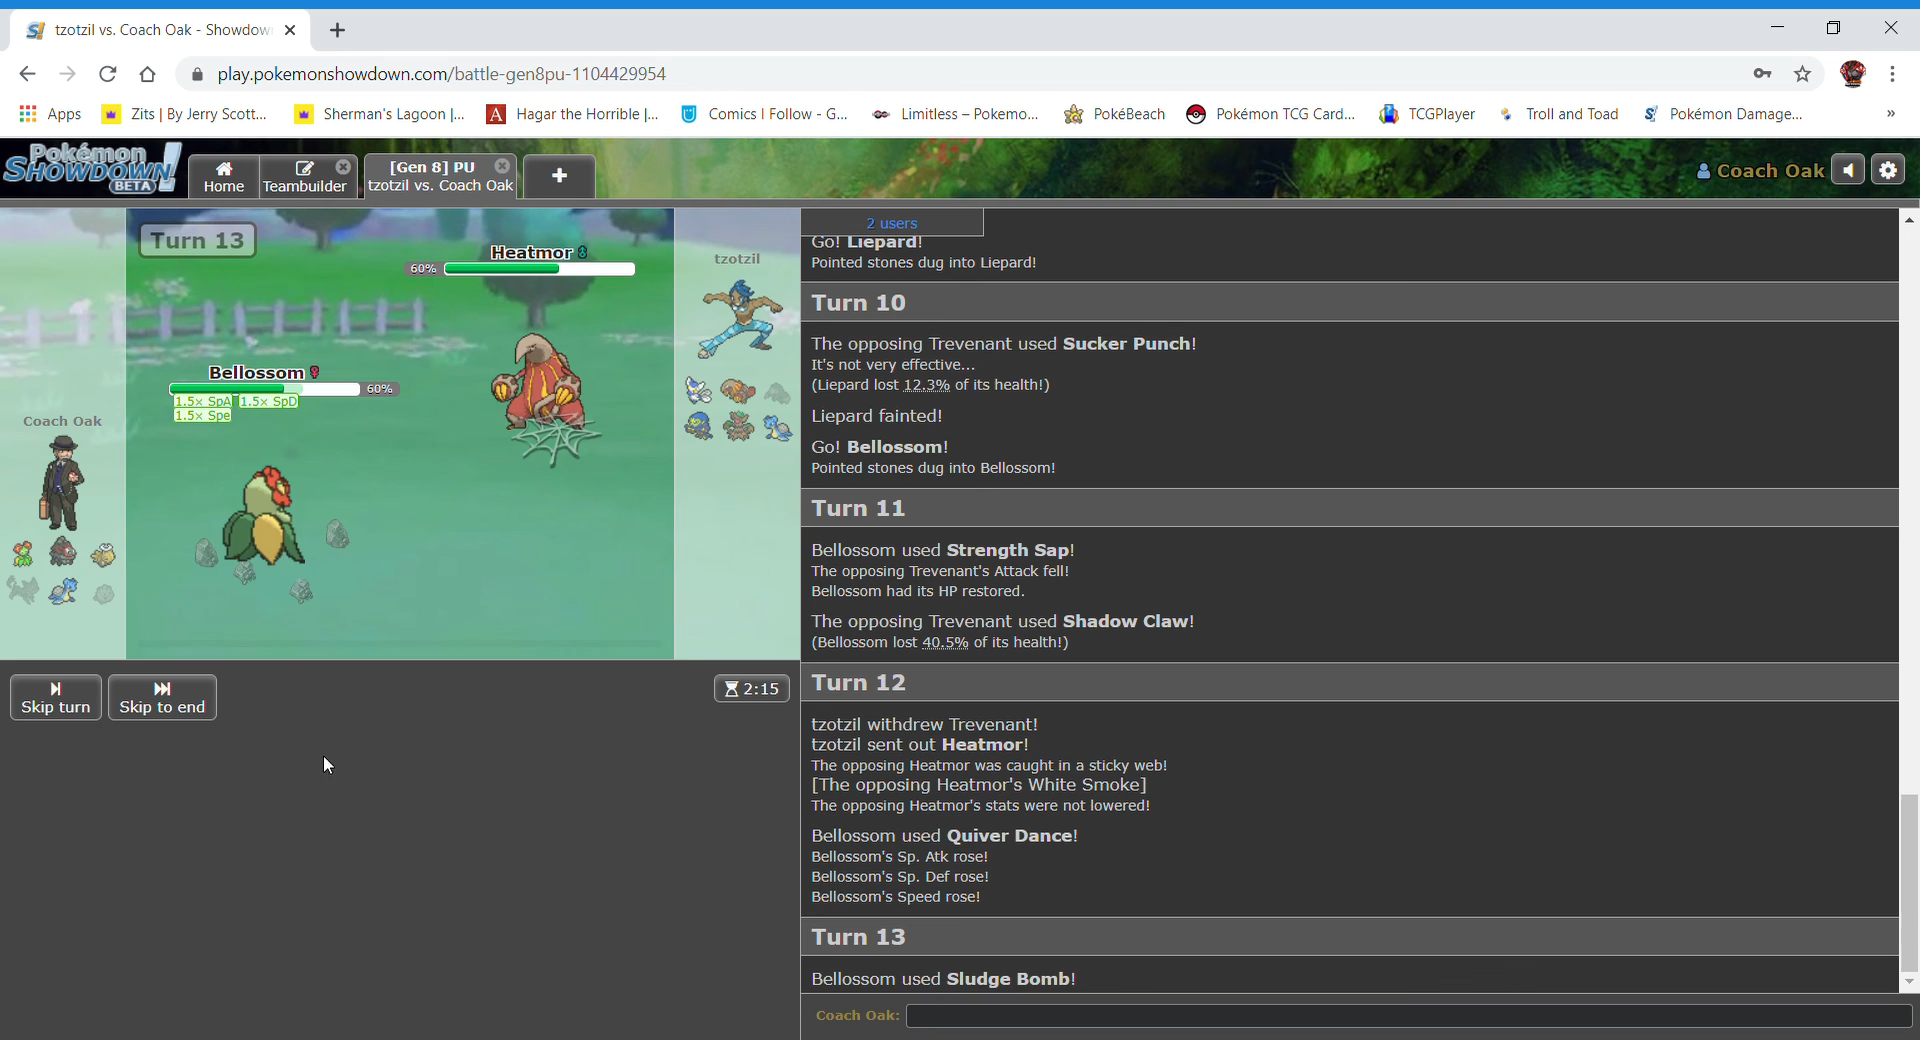 tzotzil vs. Coach Oak - Showdow
play.pokemonshowdown.com/battle-gen8pu-1104429954
Apps
Zits | By Jerry Scott...
Sherman's Lagoon |...
A
Hagar the Horrible |...
Comics I Follow - G...
Limitless – Pokemo...
PokéBeach
Pokémon TCG Card...
TCGPlayer
Troll and Toad
Pokémon Damage...
»
Pokémon
SHOWDOWN!
BETA
Home
Teambuilder
[Gen 8] PU
tzotzil vs. Coach Oak
Coach Oak
Turn 13
Heatmor
60%
Bellossom
60%
1.5× SpA
1.5× SpD
1.5× Spe
Coach Oak
tzotzil
Skip turn
Skip to end
2:15
2 users
Go! Liepard!
Pointed stones dug into Liepard!
Turn 10
The opposing Trevenant used Sucker Punch!
It's not very effective...
(Liepard lost 12.3% of its health!)
Liepard fainted!
Go! Bellossom!
Pointed stones dug into Bellossom!
Turn 11
Bellossom used Strength Sap!
The opposing Trevenant's Attack fell!
Bellossom had its HP restored.
The opposing Trevenant used Shadow Claw!
(Bellossom lost 40.5% of its health!)
Turn 12
tzotzil withdrew Trevenant!
tzotzil sent out Heatmor!
The opposing Heatmor was caught in a sticky web!
[The opposing Heatmor's White Smoke]
The opposing Heatmor's stats were not lowered!
Bellossom used Quiver Dance!
Bellossom's Sp. Atk rose!
Bellossom's Sp. Def rose!
Bellossom's Speed rose!
Turn 13
Bellossom used Sludge Bomb!
Coach Oak: